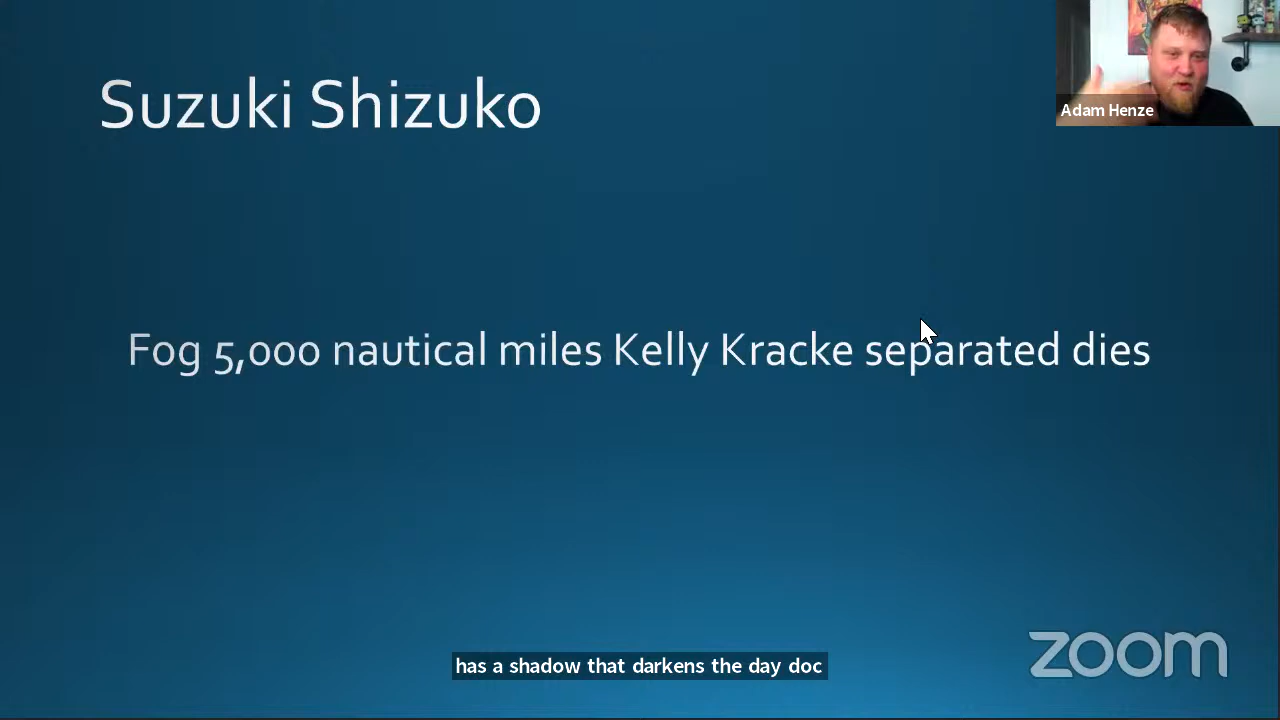 Suzuki Shizuko
Adam Henze
Fog 5,000 nautical miles Kelly Kracke separated dies
has a shadow that darkens the day doc
zoom